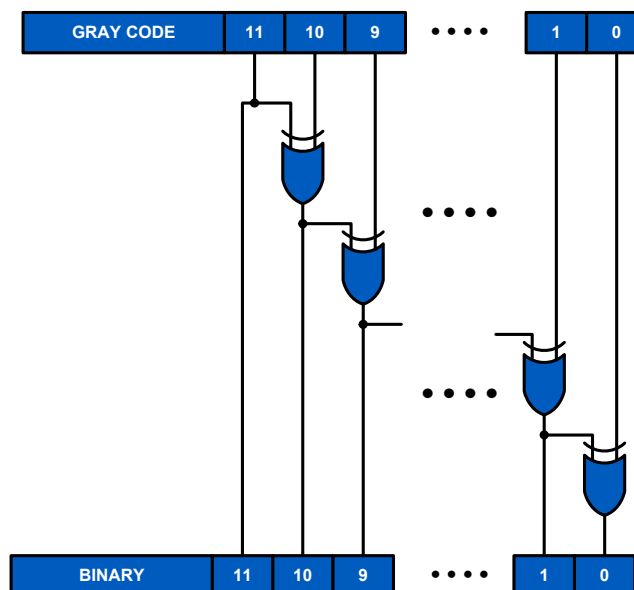 GRAY CODE 11 10 9 •••• 1 0
BINARY 11 10 9 •••• 1 0